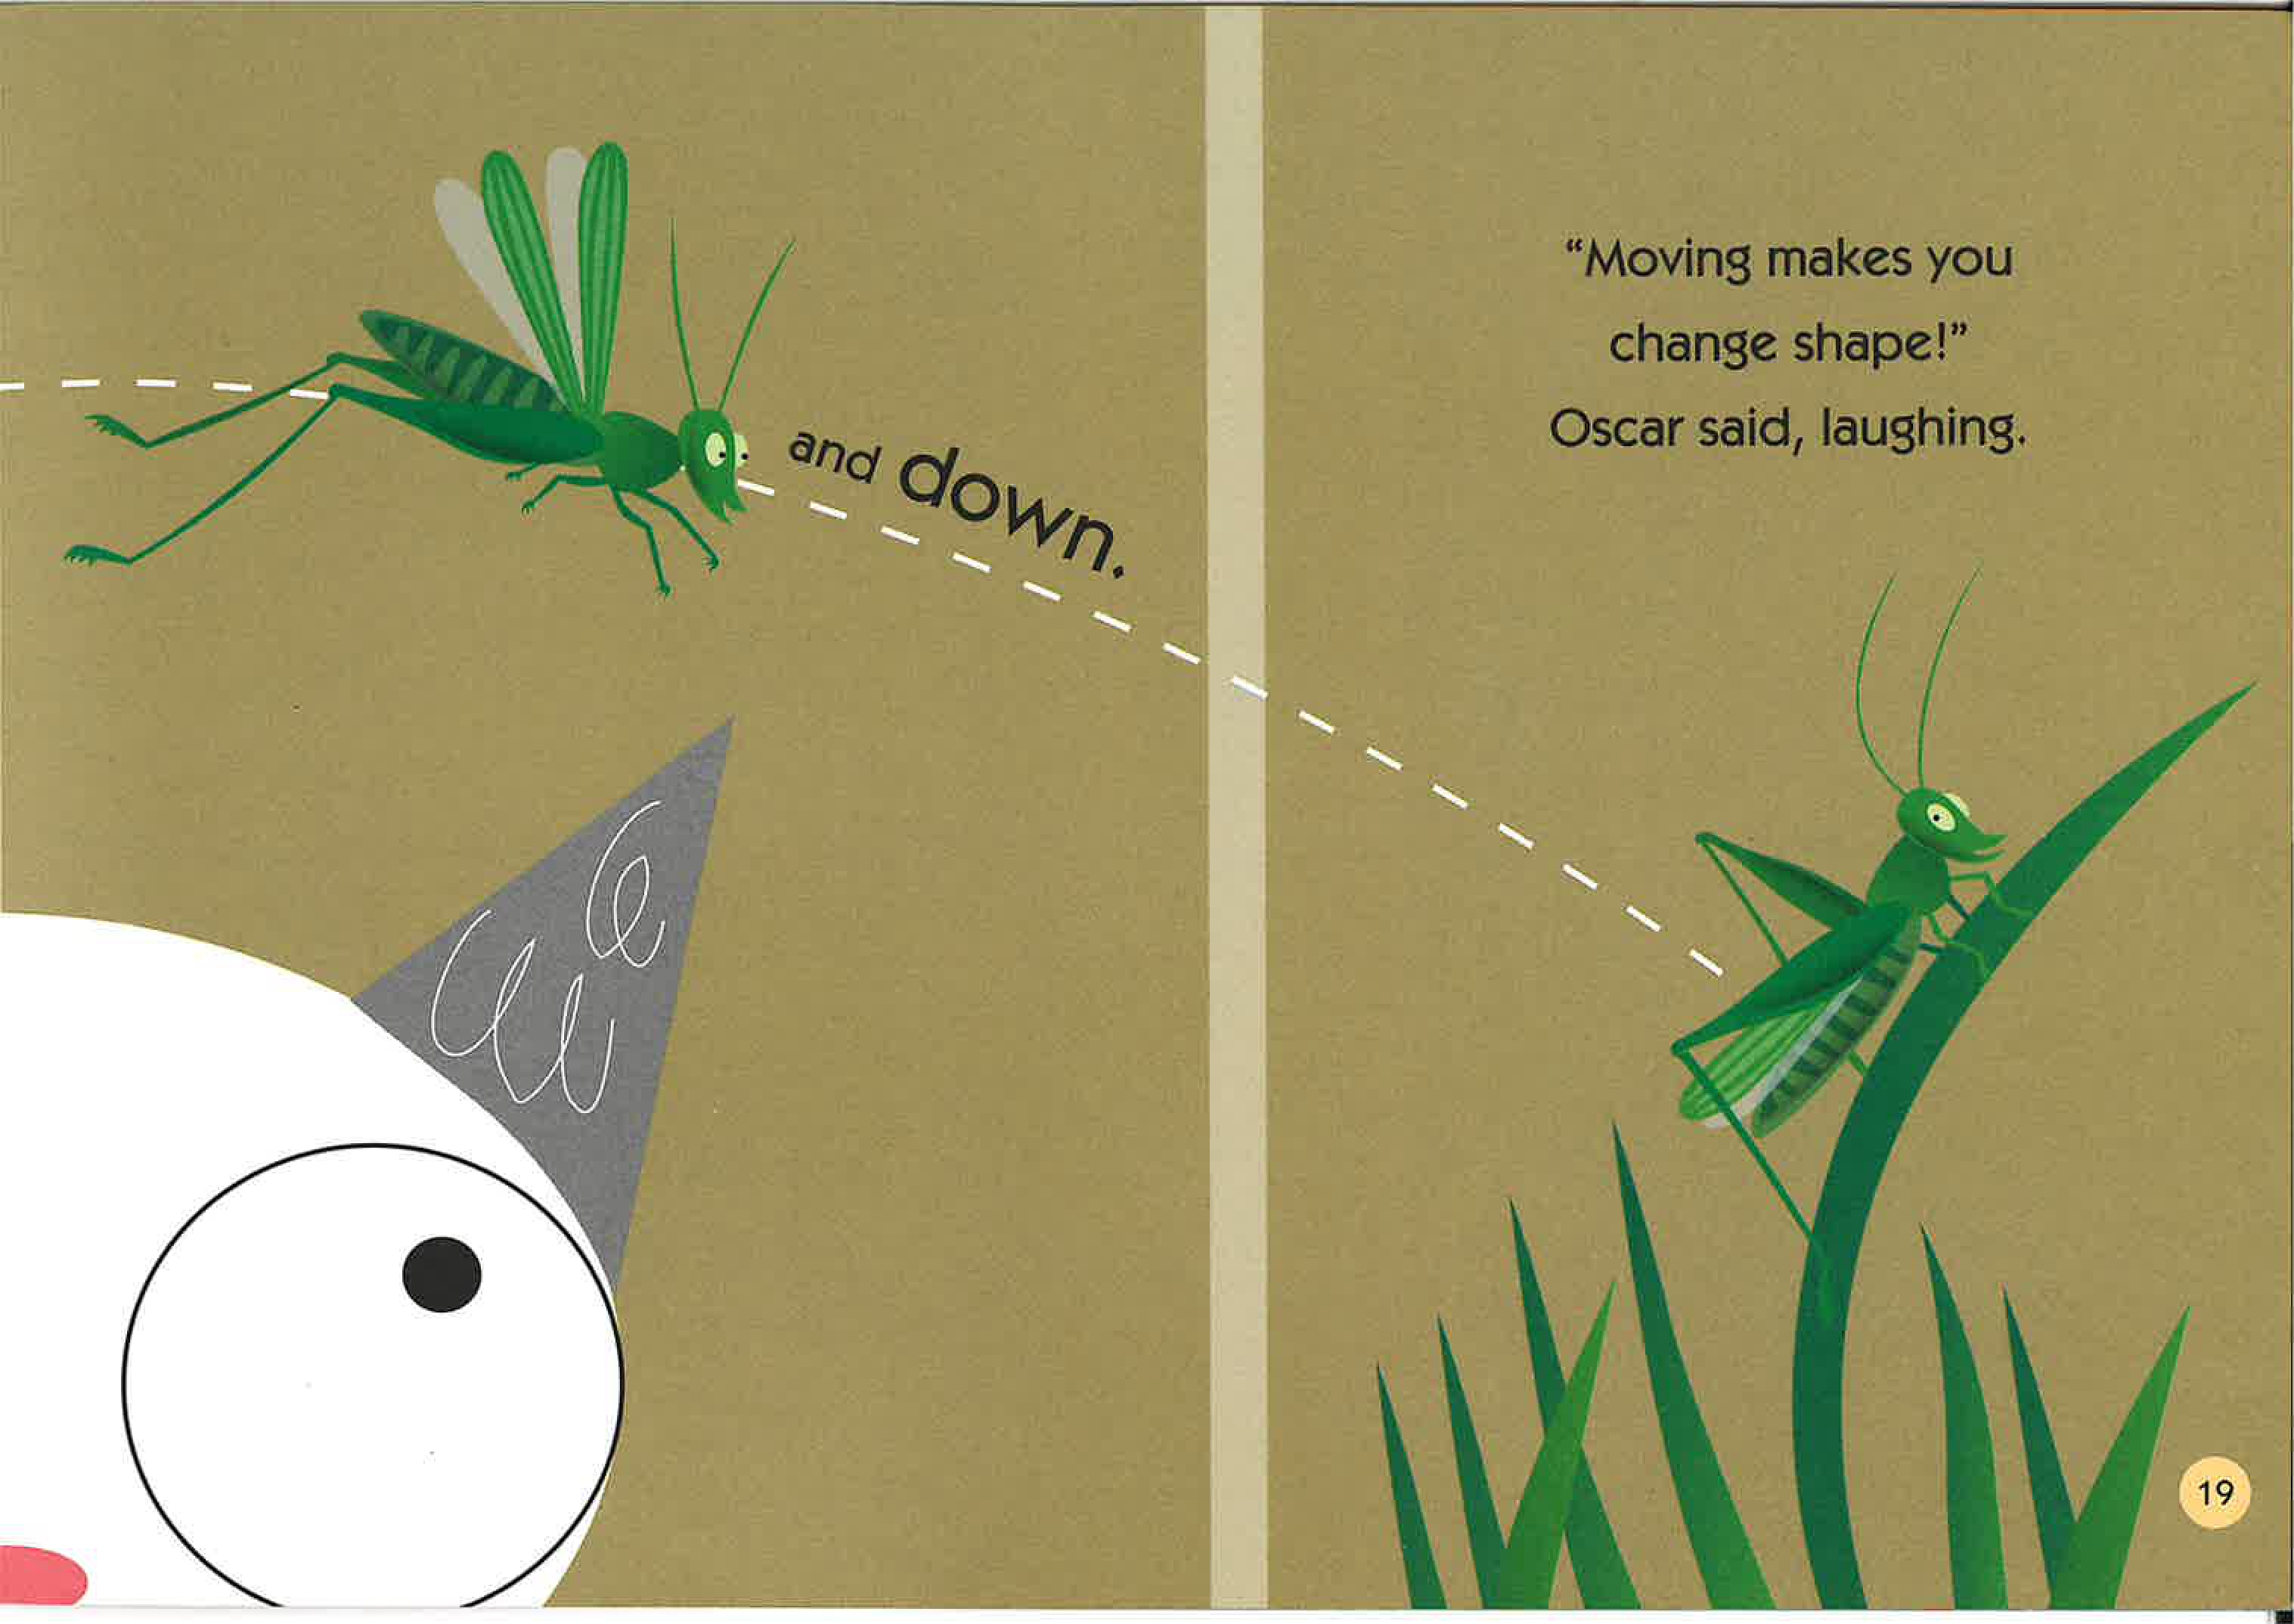 and down.
“Moving makes you
change shape!”
Oscar said, laughing.
19